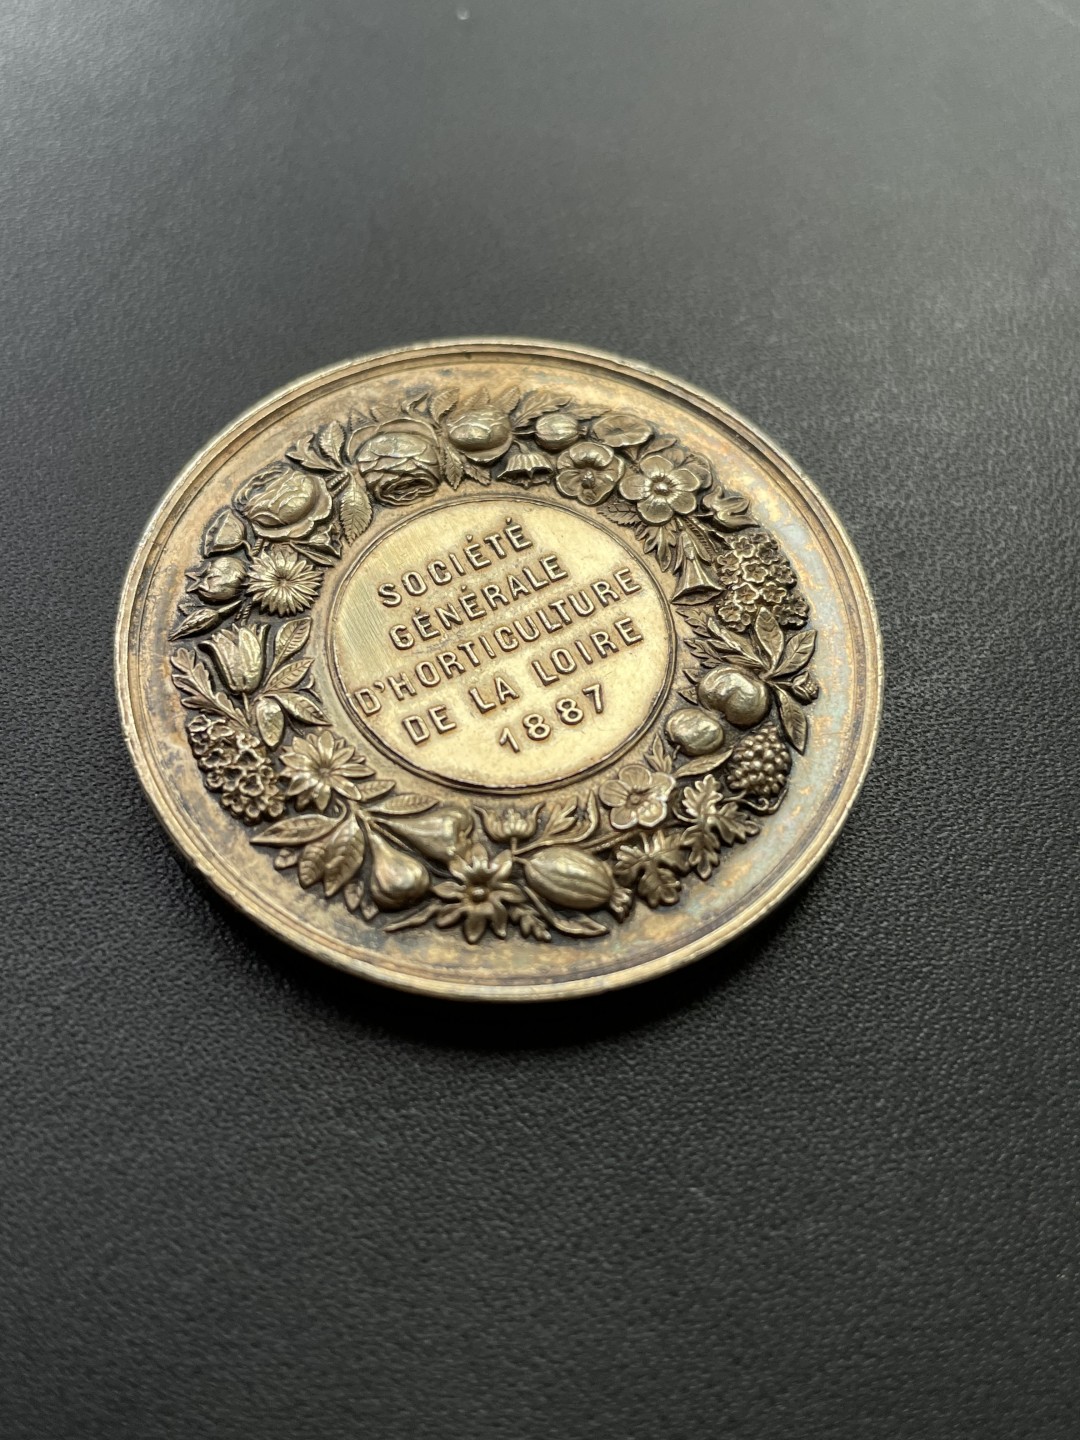 SOCIÉTÉ
GÉNÉRALE
D'HORTICULTURE
DE LA LOIRE
1887